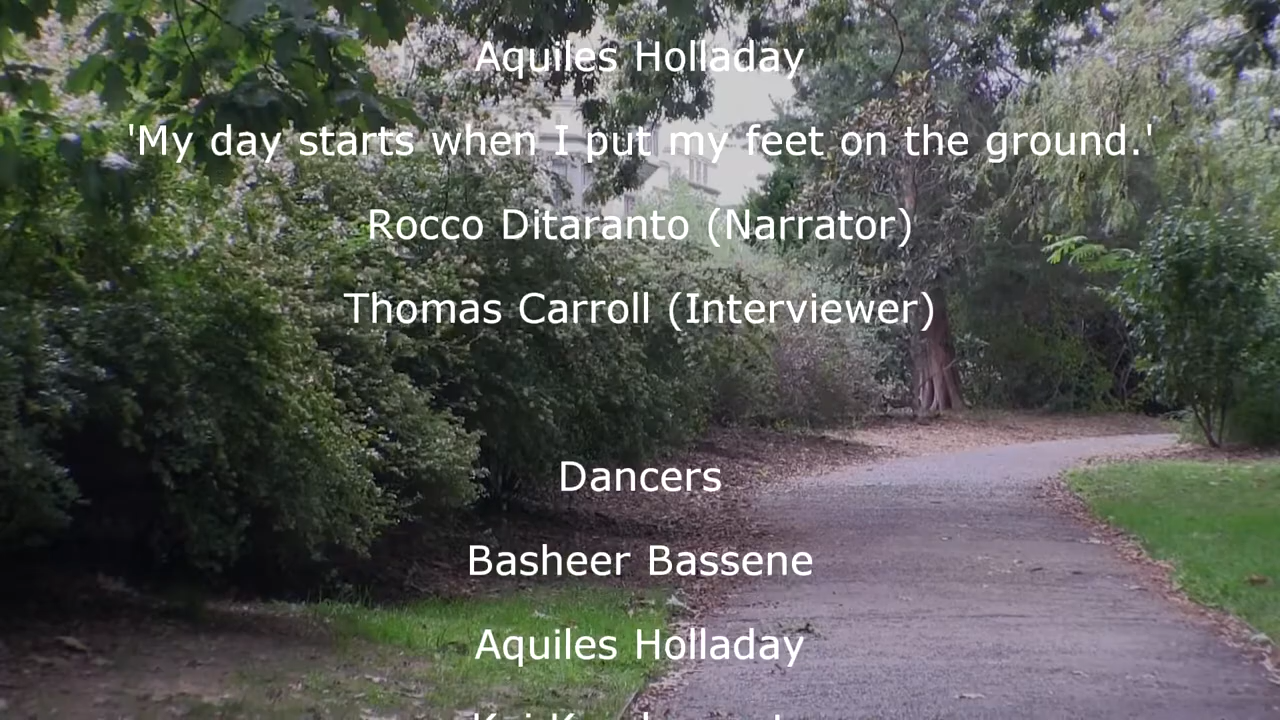 Aquiles Holladay
'My day starts when I put my feet on the ground.'
Rocco Ditaranto (Narrator)
Thomas Carroll (Interviewer)
Dancers
Basheer Bassene
Aquiles Holladay